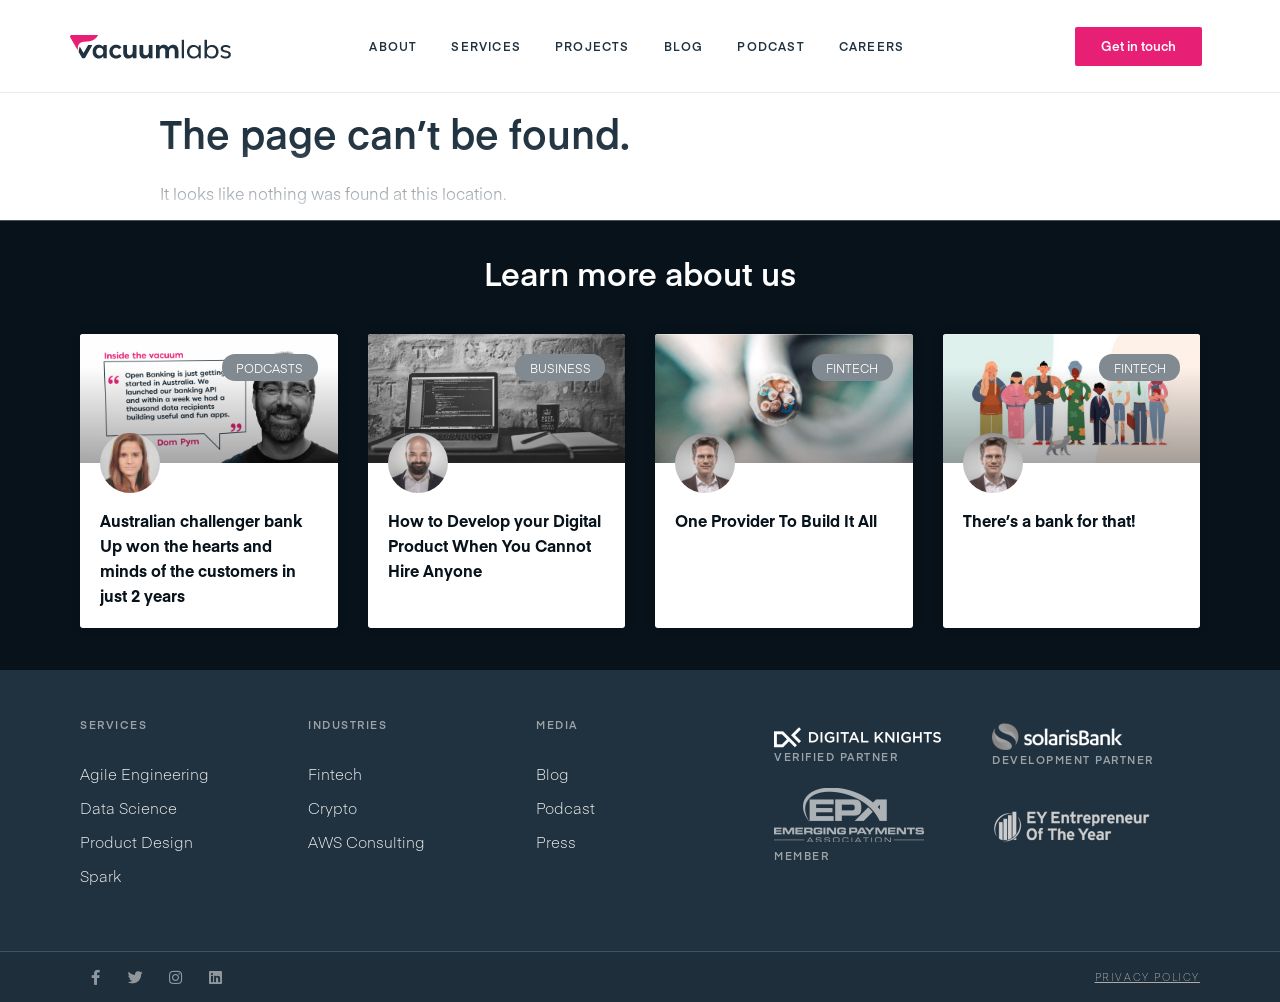 vacuumlabs
ABOUT SERVICES PROJECTS BLOG PODCAST CAREERS
Get in touch
The page can’t be found.
It looks like nothing was found at this location.
Learn more about us
Inside the vacuum
Open Banking is just getting
started in Australia. We
launched our banking API
and within a week we had a
thousand data recipients
building useful and fun apps.
Dom Pym
PODCASTS
Australian challenger bank
Up won the hearts and
minds of the customers in
just 2 years
BUSINESS
How to Develop your Digital
Product When You Cannot
Hire Anyone
FINTECH
One Provider To Build It All
FINTECH
There’s a bank for that!
SERVICES
Agile Engineering
Data Science
Product Design
Spark
INDUSTRIES
Fintech
Crypto
AWS Consulting
MEDIA
Blog
Podcast
Press
DIGITAL KNIGHTS
VERIFIED PARTNER
solarisBank
DEVELOPMENT PARTNER
EPA
EMERGING PAYMENTS
ASSOCIATION
MEMBER
EY Entrepreneur
Of The Year
PRIVACY POLICY